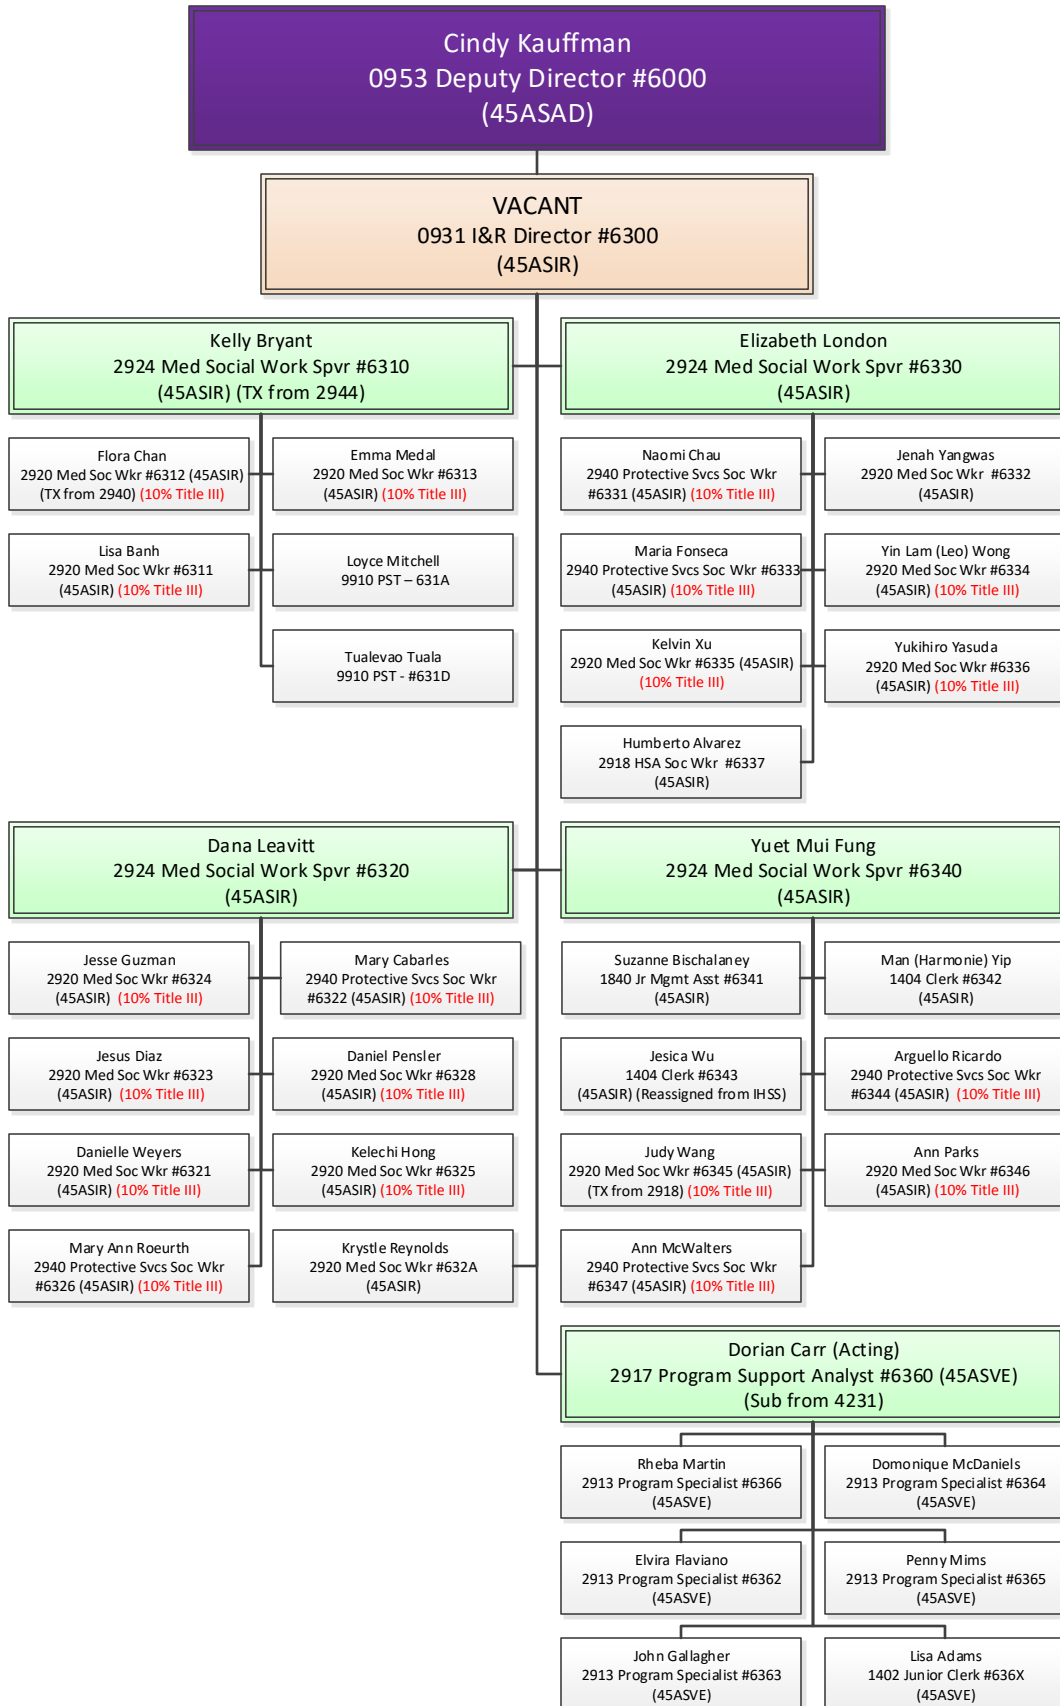 Cindy Kauffman
0953 Deputy Director #6000
(45ASAD)
VACANT
0931 I&R Director #6300
(45ASIR)
Kelly Bryant
2924 Med Social Work Spvr #6310
(45ASIR) (TX from 2944)
Elizabeth London
2924 Med Social Work Spvr #6330
(45ASIR)
Flora Chan
2920 Med Soc Wkr #6312 (45ASIR)
(TX from 2940) (10% Title III)
Emma Medal
2920 Med Soc Wkr #6313
(45ASIR) (10% Title III)
Naomi Chau
2940 Protective Svcs Soc Wkr
#6331 (45ASIR) (10% Title III)
Jenah Yangwas
2920 Med Soc Wkr #6332
(45ASIR)
Lisa Banh
2920 Med Soc Wkr #6311
(45ASIR) (10% Title III)
Loyce Mitchell
9910 PST – 631A
Maria Fonseca
2940 Protective Svcs Soc Wkr #6333
(45ASIR) (10% Title III)
Yin Lam (Leo) Wong
2920 Med Soc Wkr #6334
(45ASIR) (10% Title III)
Tualevao Tuala
9910 PST - #631D
Kelvin Xu
2920 Med Soc Wkr #6335 (45ASIR)
(10% Title III)
Yukihiro Yasuda
2920 Med Soc Wkr #6336
(45ASIR) (10% Title III)
Humberto Alvarez
2918 HSA Soc Wkr #6337
(45ASIR)
Dana Leavitt
2924 Med Social Work Spvr #6320
(45ASIR)
Yuet Mui Fung
2924 Med Social Work Spvr #6340
(45ASIR)
Jesse Guzman
2920 Med Soc Wkr #6324
(45ASIR) (10% Title III)
Mary Cabarles
2940 Protective Svcs Soc Wkr
#6322 (45ASIR) (10% Title III)
Suzanne Bischalaney
1840 Jr Mgmt Asst #6341
(45ASIR)
Man (Harmonie) Yip
1404 Clerk #6342
(45ASIR)
Jesus Diaz
2920 Med Soc Wkr #6323
(45ASIR) (10% Title III)
Daniel Pensler
2920 Med Soc Wkr #6328
(45ASIR) (10% Title III)
Jesica Wu
1404 Clerk #6343
(45ASIR) (Reassigned from IHSS)
Arguello Ricardo
2940 Protective Svcs Soc Wkr
#6344 (45ASIR) (10% Title III)
Danielle Weyers
2920 Med Soc Wkr #6321
(45ASIR) (10% Title III)
Kelechi Hong
2920 Med Soc Wkr #6325
(45ASIR) (10% Title III)
Judy Wang
2920 Med Soc Wkr #6345 (45ASIR)
(TX from 2918) (10% Title III)
Ann Parks
2920 Med Soc Wkr #6346
(45ASIR) (10% Title III)
Mary Ann Roeurth
2940 Protective Svcs Soc Wkr
#6326 (45ASIR) (10% Title III)
Krystle Reynolds
2920 Med Soc Wkr #632A
(45ASIR)
Ann McWalters
2940 Protective Svcs Soc Wkr
#6347 (45ASIR) (10% Title III)
Dorian Carr (Acting)
2917 Program Support Analyst #6360 (45ASVE)
(Sub from 4231)
Rheba Martin
2913 Program Specialist #6366
(45ASVE)
Domonique McDaniels
2913 Program Specialist #6364
(45ASVE)
Elvira Flaviano
2913 Program Specialist #6362
(45ASVE)
Penny Mims
2913 Program Specialist #6365
(45ASVE)
John Gallagher
2913 Program Specialist #6363
(45ASVE)
Lisa Adams
1402 Junior Clerk #636X
(45ASVE)